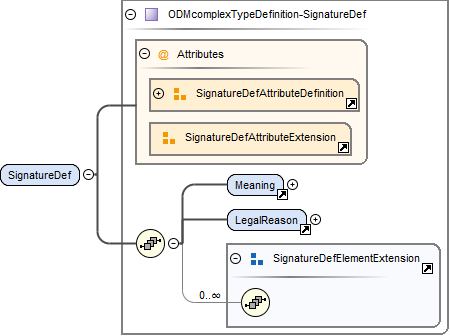 ODMcomplexTypeDefinition-SignatureDef
Attributes
SignatureDefAttributeDefinition
SignatureDefAttributeExtension
SignatureDef
Meaning
LegalReason
SignatureDefElementExtension
0..∞